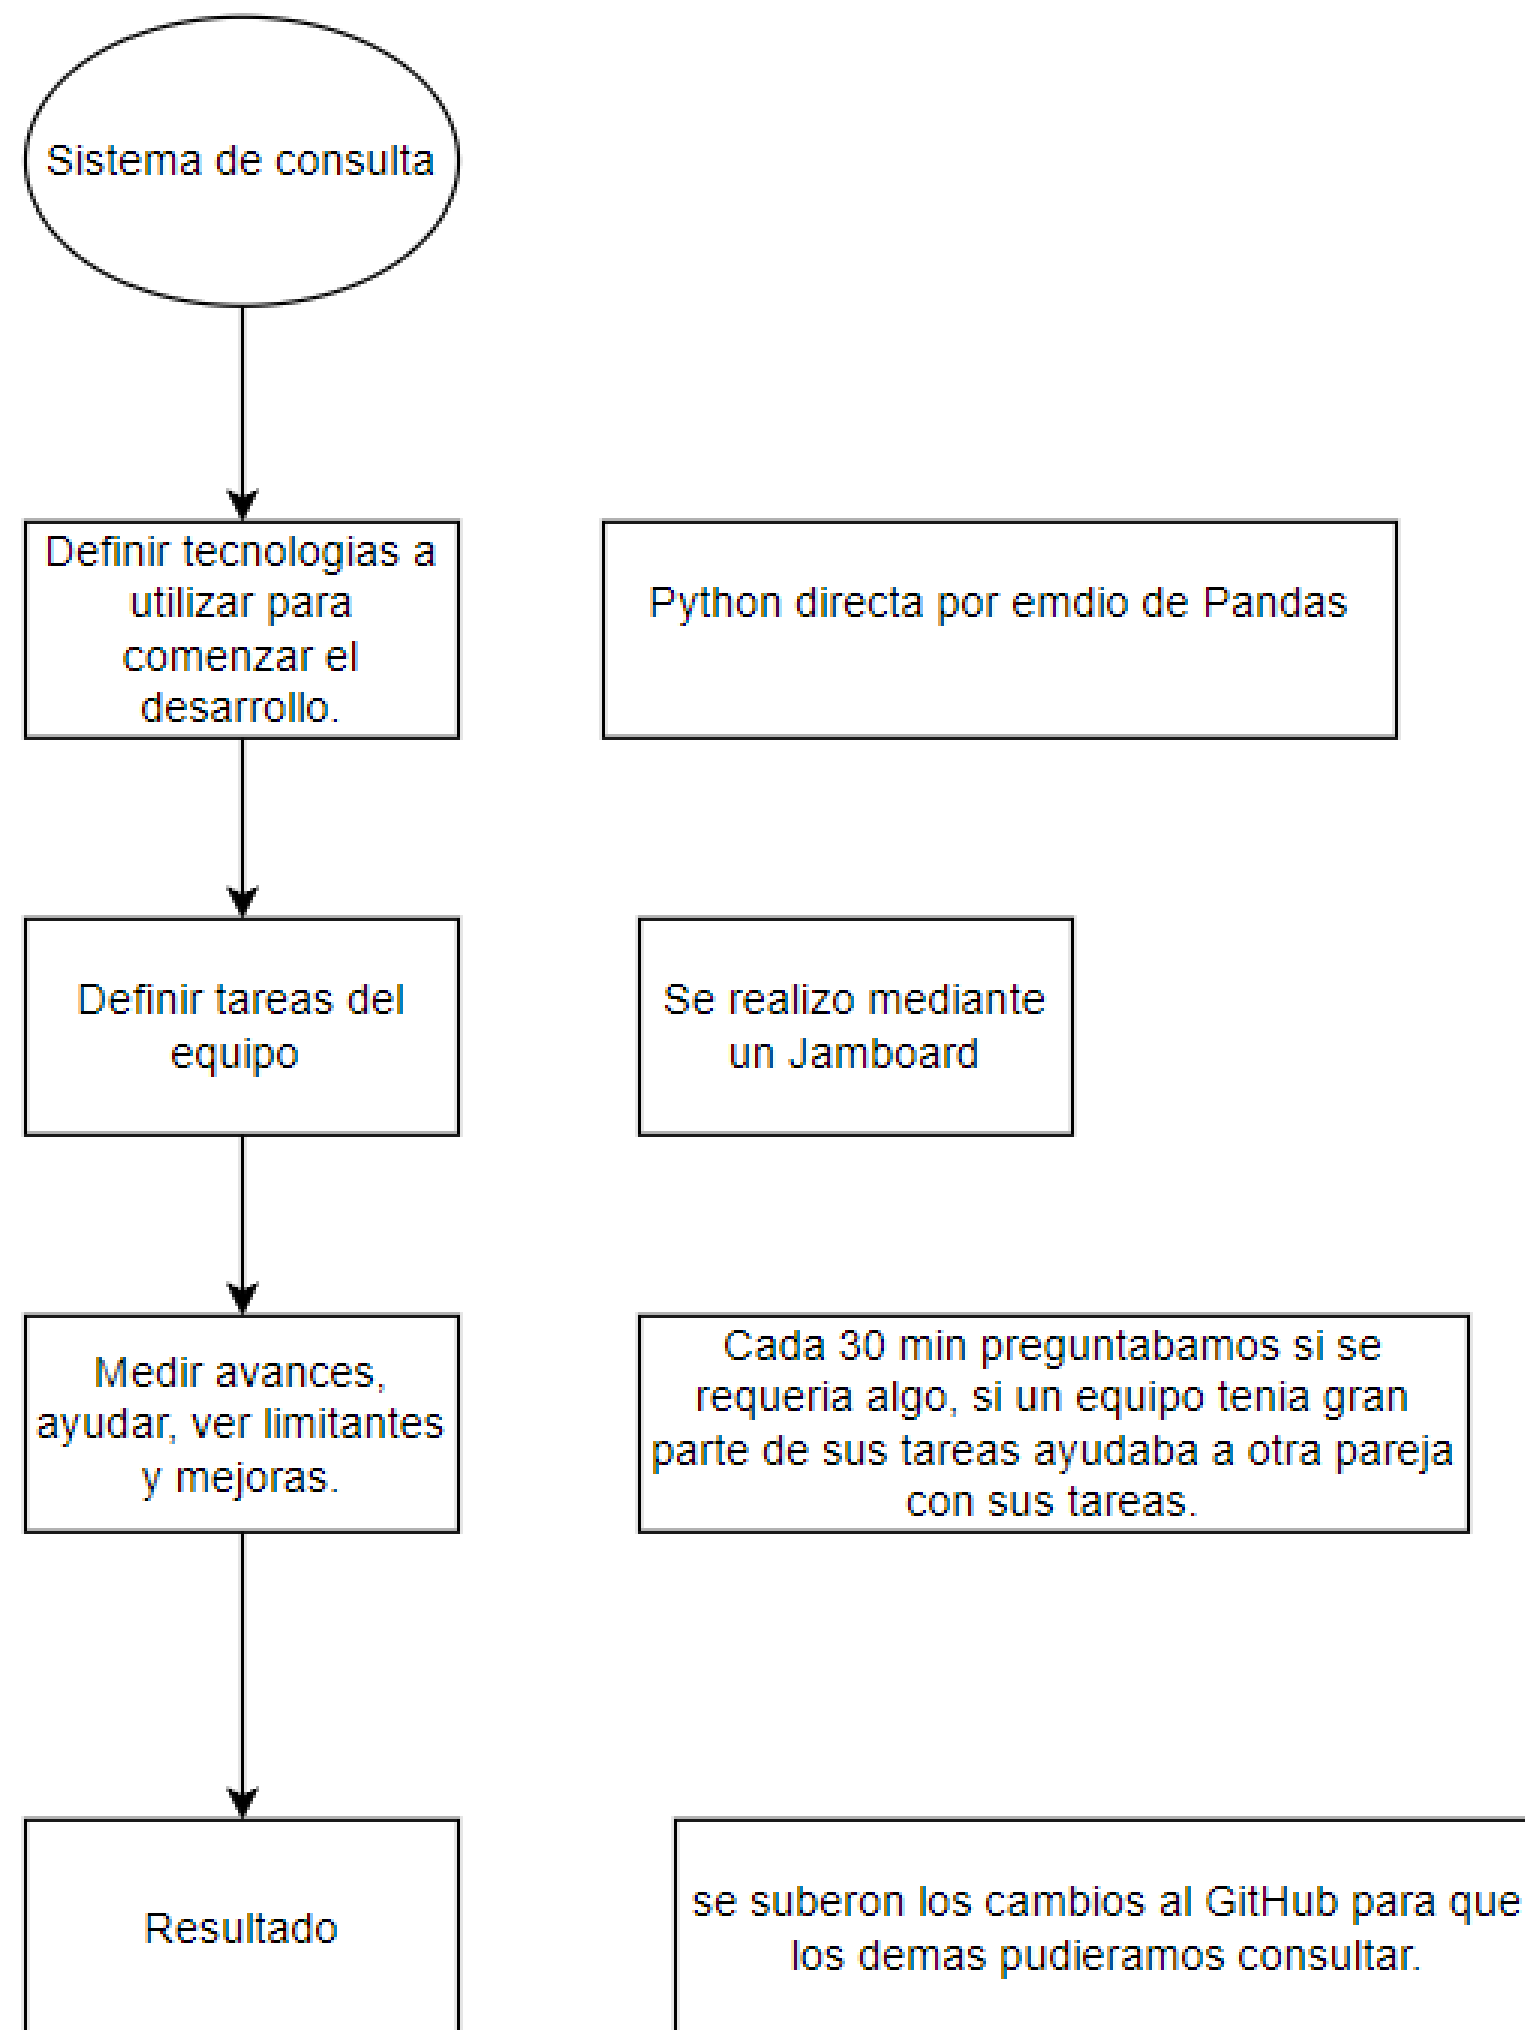 Sistema de consulta
Definir tecnologias a
utilizar para
comenzar el
desarrollo.
Python directa por emdio de Pandas
Definir tareas del
equipo
Se realizo mediante
un Jamboard
Medir avances,
ayudar, ver limitantes
y mejoras.
Cada 30 min preguntabamos si se
requeria algo, si un equipo tenia gran
parte de sus tareas ayudaba a otra pareja
con sus tareas.
Resultado
se suberon los cambios al GitHub para que
los demas pudieramos consultar.